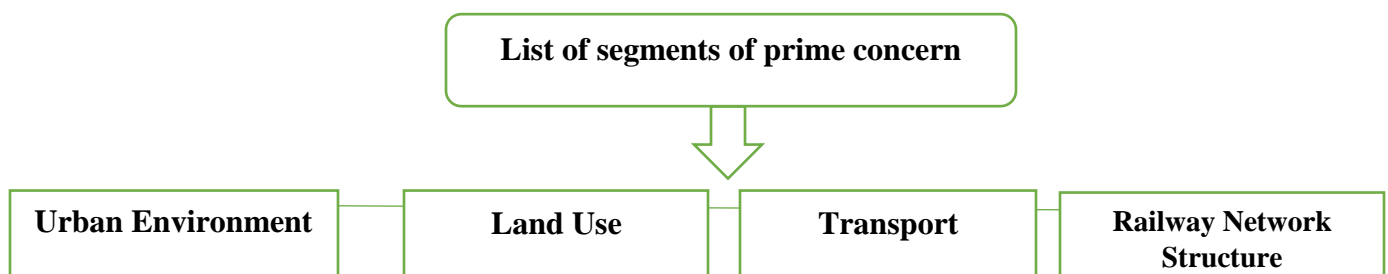 List of segments of prime concern
Urban Environment
Land Use
Transport
Railway Network
Structure